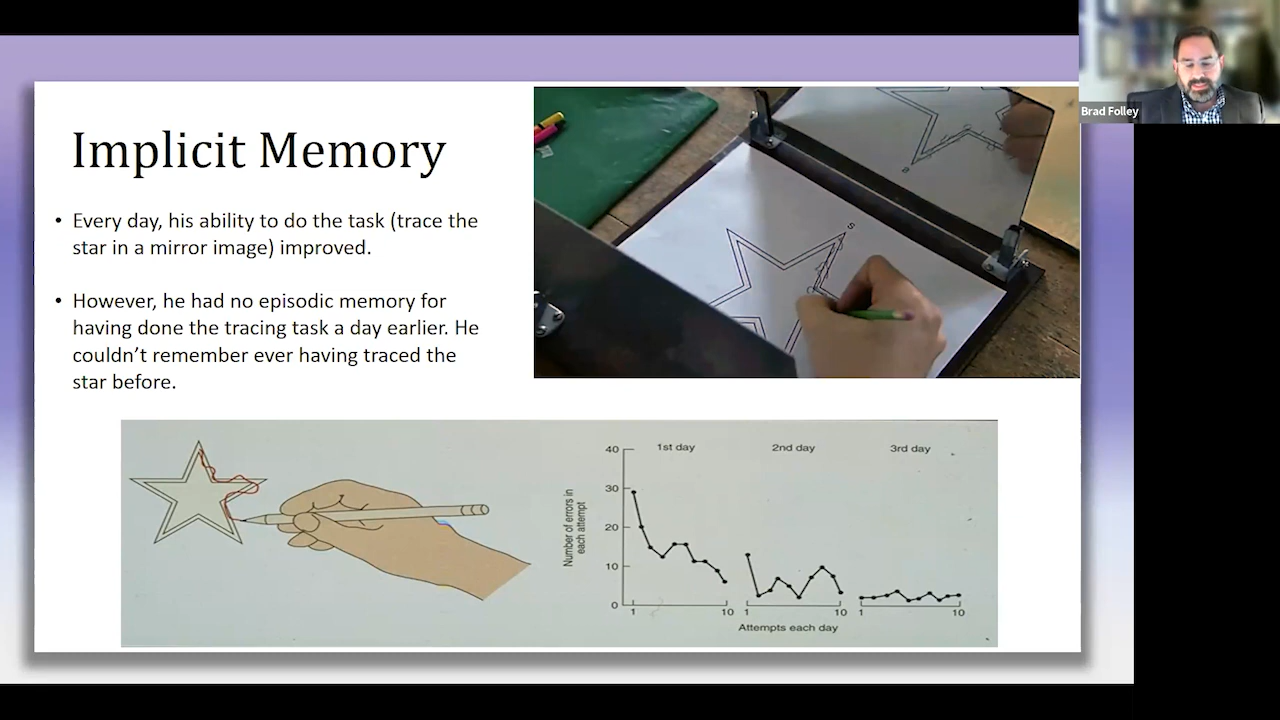 Brad Folley
Implicit Memory
• Every day, his ability to do the task (trace the
star in a mirror image) improved.
• However, he had no episodic memory for
having done the tracing task a day earlier. He
couldn’t remember ever having traced the
star before.
S
1st day
2nd day
3rd day
Number of errors in
each attempt
40
30
20
10
0
1
10
1
10
1
10
Attempts each day